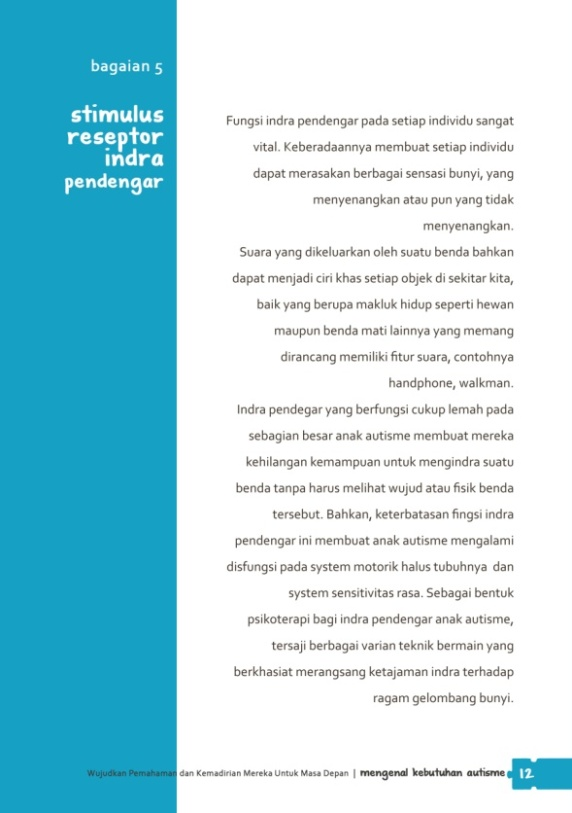 bagaian 5
stimulus
reseptor
indra
pendengar
Fungsi indra pendengar pada setiap individu sangat
vital. Keberadaannya membuat setiap individu
dapat merasakan berbagai sensasi bunyi, yang
menyenangkan atau pun yang tidak
menyenangkan.
Suara yang dikeluarkan oleh suatu benda bahkan
dapat menjadi ciri khas setiap objek di sekitar kita,
baik yang berupa makluk hidup seperti hewan
maupun benda mati lainnya yang memang
dirancang memiliki fitur suara, contohnya
handphone, walkman.
Indra pendegar yang berfungsi cukup lemah pada
sebagian besar anak autisme membuat mereka
kehilangan kemampuan untuk mengindra suatu
benda tanpa harus melihat wujud atau fisik benda
tersebut. Bahkan, keterbatasan fingsi indra
pendengar ini membuat anak autisme mengalami
disfungsi pada system motorik halus tubuhnya dan
system sensitivitas rasa. Sebagai bentuk
psikoterapi bagi indra pendengar anak autisme,
tersaji berbagai varian teknik bermain yang
berkhasiat merangsang ketajaman indra terhadap
ragam gelombang bunyi.
Wujudkan Pemahaman dan Kemadirian Mereka Untuk Masa Depan | mengenal kebutuhan autisme 12